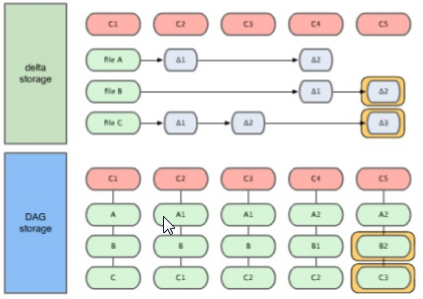 delta
storage
C1 C2 C3 C4 C5
file A Δ1 Δ2
file B Δ1 Δ2
file C Δ1 Δ2 Δ3
DAG
storage
C1 C2 C3 C4 C5
A A1 A1 A2 A2
B B B B1 B2
C C1 C2 C2 C3